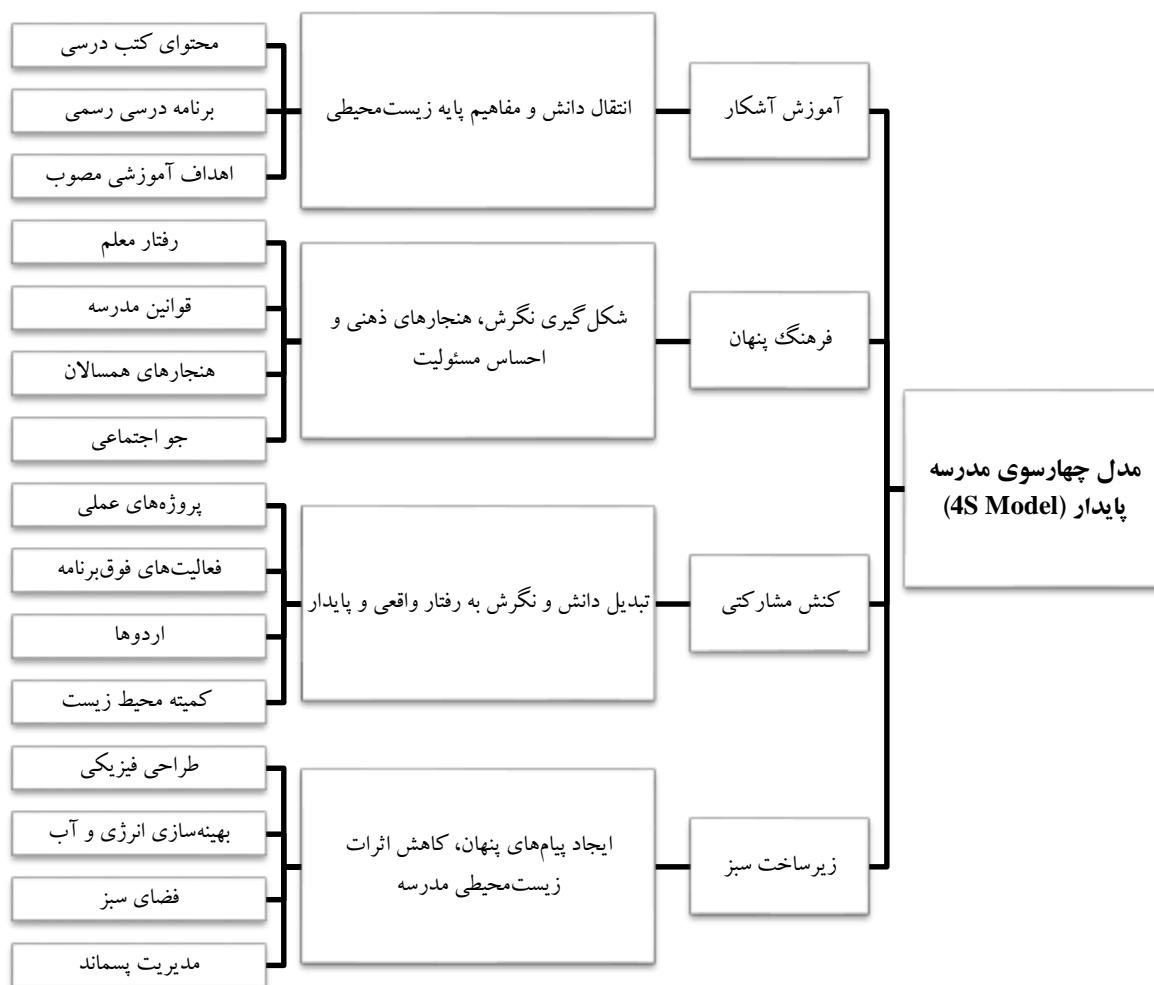 مدل چهارسوی مدرسه
پایدار (4S Model)
آموزش آشکار
انتقال دانش و مفاهیم پایه زیست‌محیطی
محتوای کتب درسی
برنامه درسی رسمی
اهداف آموزشی مصوب
فرهنگ پنهان
شکل‌گیری نگرش، هنجارهای ذهنی و
احساس مسئولیت
رفتار معلم
قوانین مدرسه
هنجارهای همسالان
جو اجتماعی
کنش مشارکتی
تبدیل دانش و نگرش به رفتار واقعی و پایدار
پروژه‌های عملی
فعالیت‌های فوق‌برنامه
اردوها
کمیته محیط زیست
زیرساخت سبز
ایجاد پیام‌های پنهان، کاهش اثرات
زیست‌محیطی مدرسه
طراحی فیزیکی
بهینه‌سازی انرژی و آب
فضای سبز
مدیریت پسماند